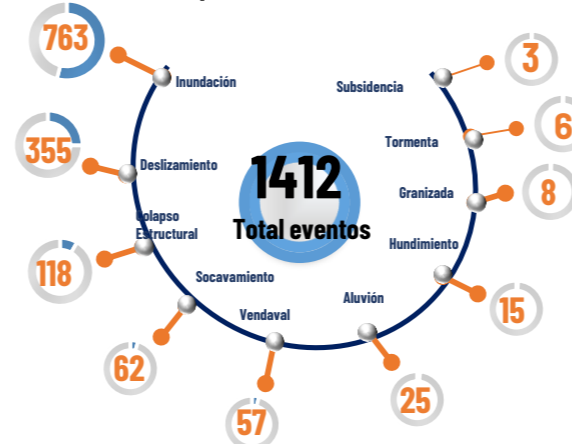 763
Inundación
Subsidencia
3
355
Deslizamiento
Tormenta
6
1412
Total eventos
Granizada
8
Colapso
Estructural
118
Hundimiento
15
Socavamiento
62
Vendaval
57
Aluvión
25